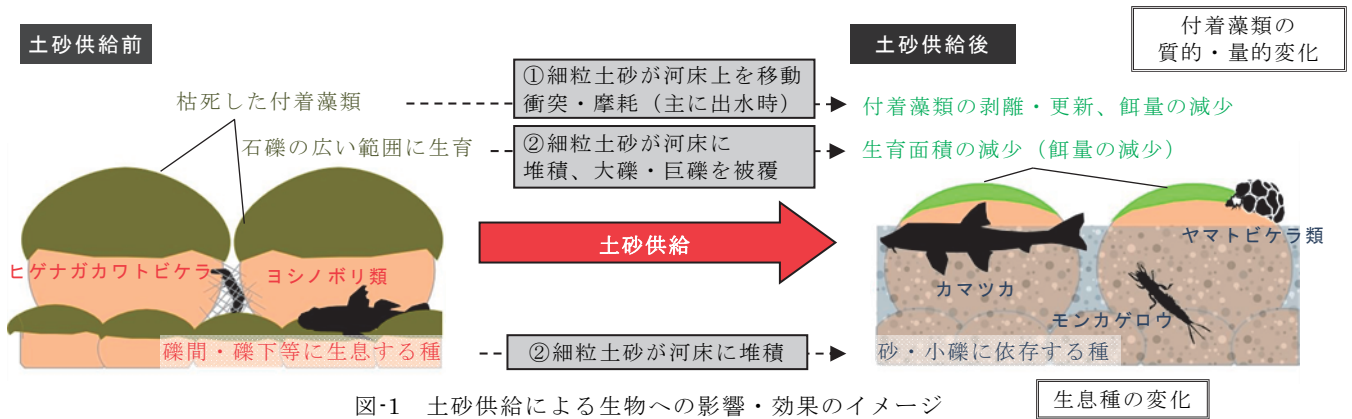 土砂供給前
土砂供給後
付着藻類の
質的・量的変化
①細粒土砂が河床上を移動
衝突・摩耗（主に出水時）
枯死した付着藻類
付着藻類の剥離・更新、餌量の減少
石礫の広い範囲に生育
②細粒土砂が河床に
堆積、大礫・巨礫を被覆
生育面積の減少（餌量の減少）
土砂供給
ヒゲナガカワトビケラ
ヨシノボリ類
ヤマトビケラ類
カマツカ
モンカゲロウ
礫間・礫下等に生息する種
②細粒土砂が河床に堆積
砂・小礫に依存する種
図-1　土砂供給による生物への影響・効果のイメージ
生息種の変化